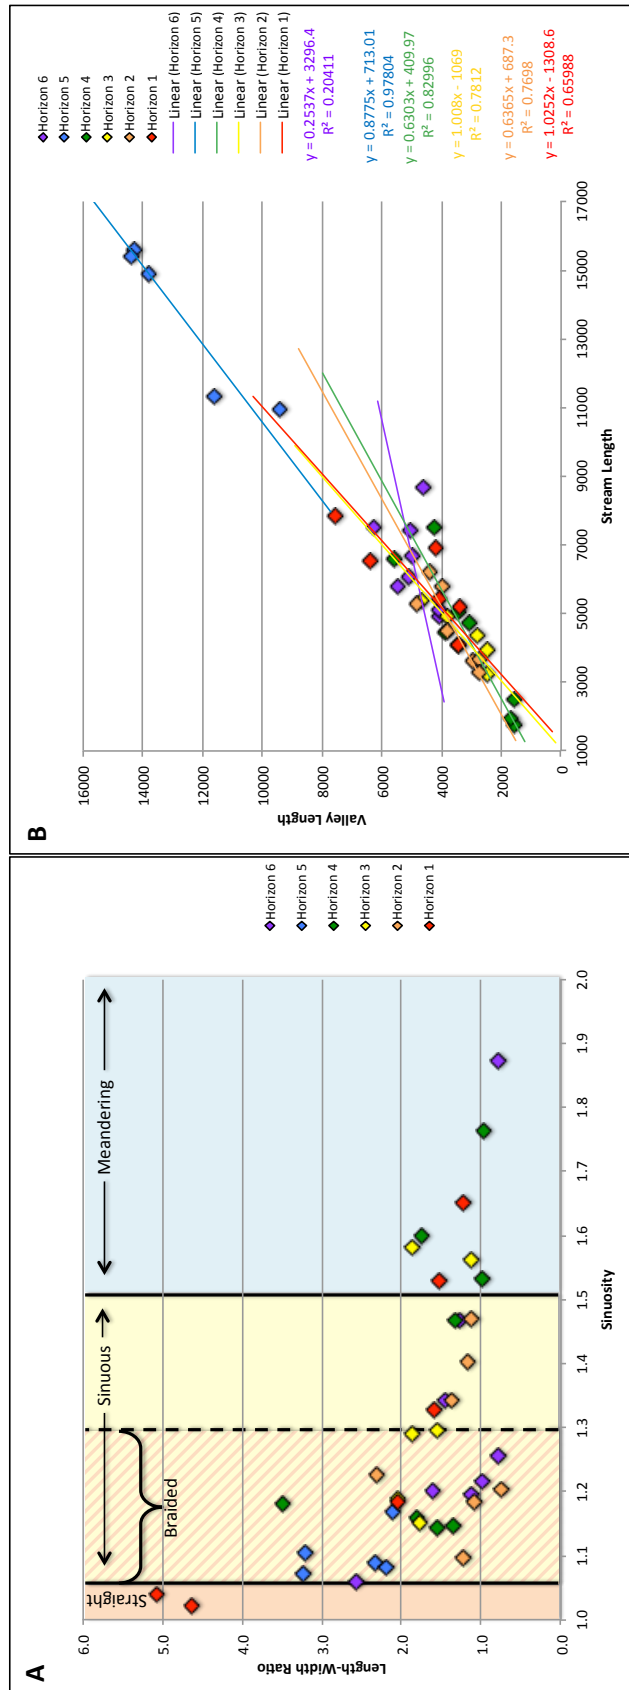 A
Length-Width Ratio
6.0
5.0
4.0
3.0
2.0
1.0
0.0
Straight
Sinuous
Meandering
Braided
1.0
1.1
1.2
1.3
1.4
1.5
1.6
1.7
1.8
1.9
2.0
Sinuosity
Horizon 6
Horizon 5
Horizon 4
Horizon 3
Horizon 2
Horizon 1
B
Valley Length
16000
14000
12000
10000
8000
6000
4000
2000
0
1000
3000
5000
7000
9000
11000
13000
15000
17000
Stream Length
Horizon 6
Horizon 5
Horizon 4
Horizon 3
Horizon 2
Horizon 1
Linear (Horizon 6)
Linear (Horizon 5)
Linear (Horizon 4)
Linear (Horizon 3)
Linear (Horizon 2)
Linear (Horizon 1)
y = 0.2537x + 3296.4
R² = 0.20411
y = 0.8775x + 713.01
R² = 0.97804
y = 0.6303x + 409.97
R² = 0.82996
y = 1.008x - 1069
R² = 0.7812
y = 0.6365x + 687.3
R² = 0.7698
y = 1.0252x - 1308.6
R² = 0.65988